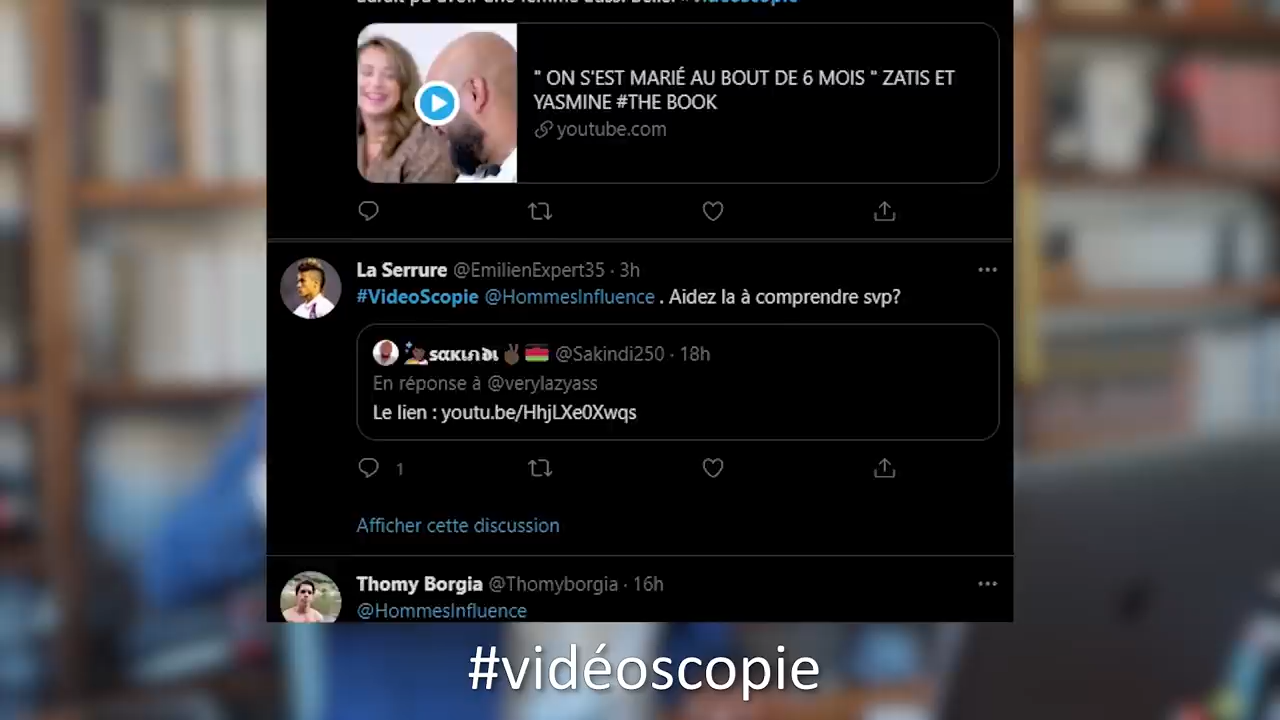 #VideoScopie
" ON S'EST MARIÉ AU BOUT DE 6 MOIS " ZATIS ET
YASMINE #THE BOOK
youtube.com
La Serrure @EmilienExpert35 · 3h
#VideoScopie @HommesInfluence . Aidez la à comprendre svp?
sακιη∂ι @Sakindi250 · 18h
En réponse à @verylazyass
Le lien : youtu.be/HhjLXe0Xwqs
1
Afficher cette discussion
Thomy Borgia @Thomyborgia · 16h
@HommesInfluence
#vidéoscopie